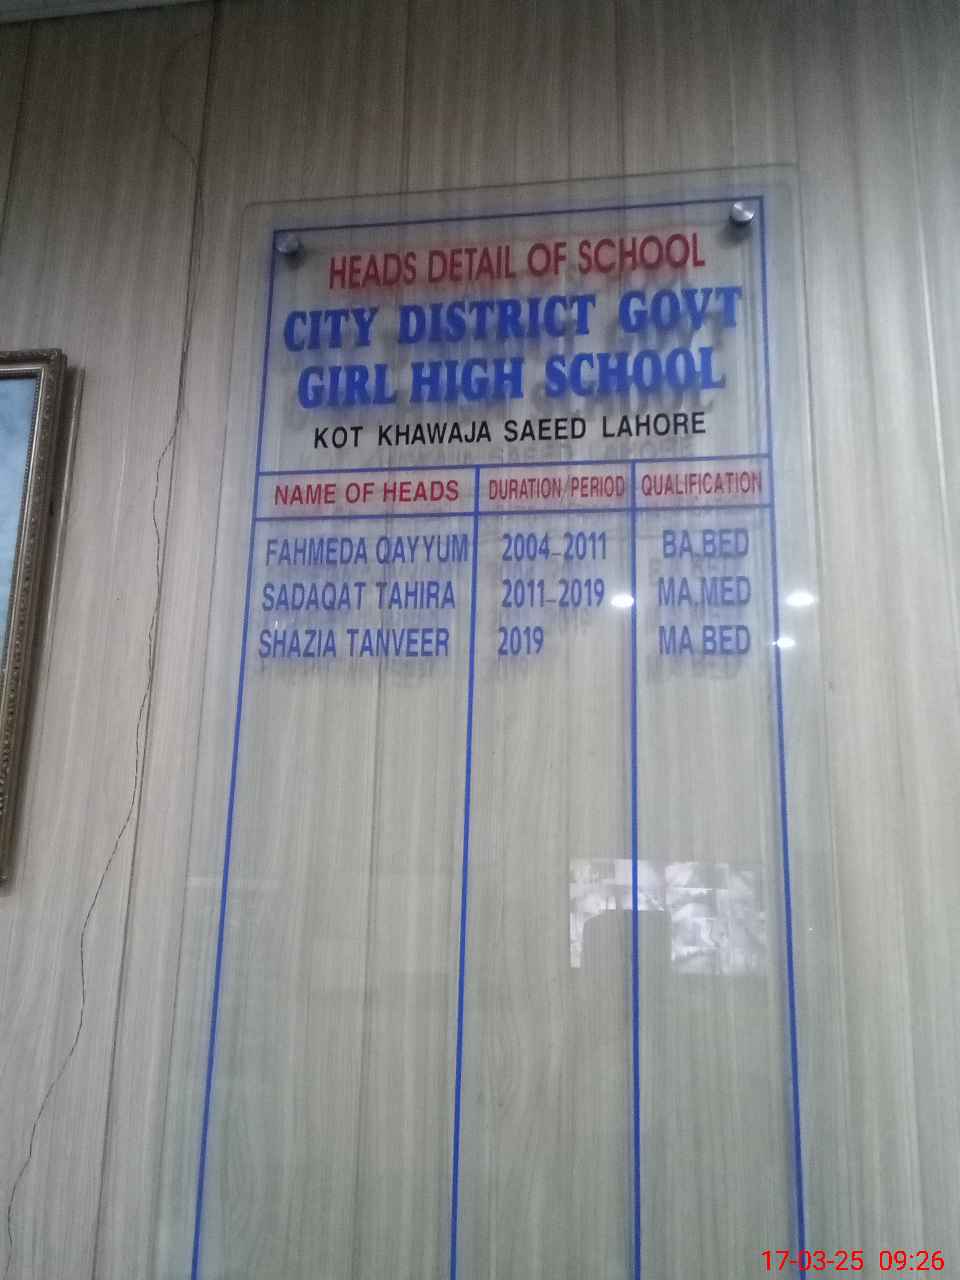 HEADS DETAIL OF SCHOOL
CITY DISTRICT GOVT
GIRL HIGH SCHOOL
KOT KHAWAJA SAEED LAHORE
NAME OF HEADS DURATION/PERIOD QUALIFICATION
FAHMEDA QAYYUM 2004-2011 BA.BED
SADAQAT TAHIRA 2011-2019 MA.MED
SHAZIA TANVEER 2019 MA BED
17-03-25 09:26